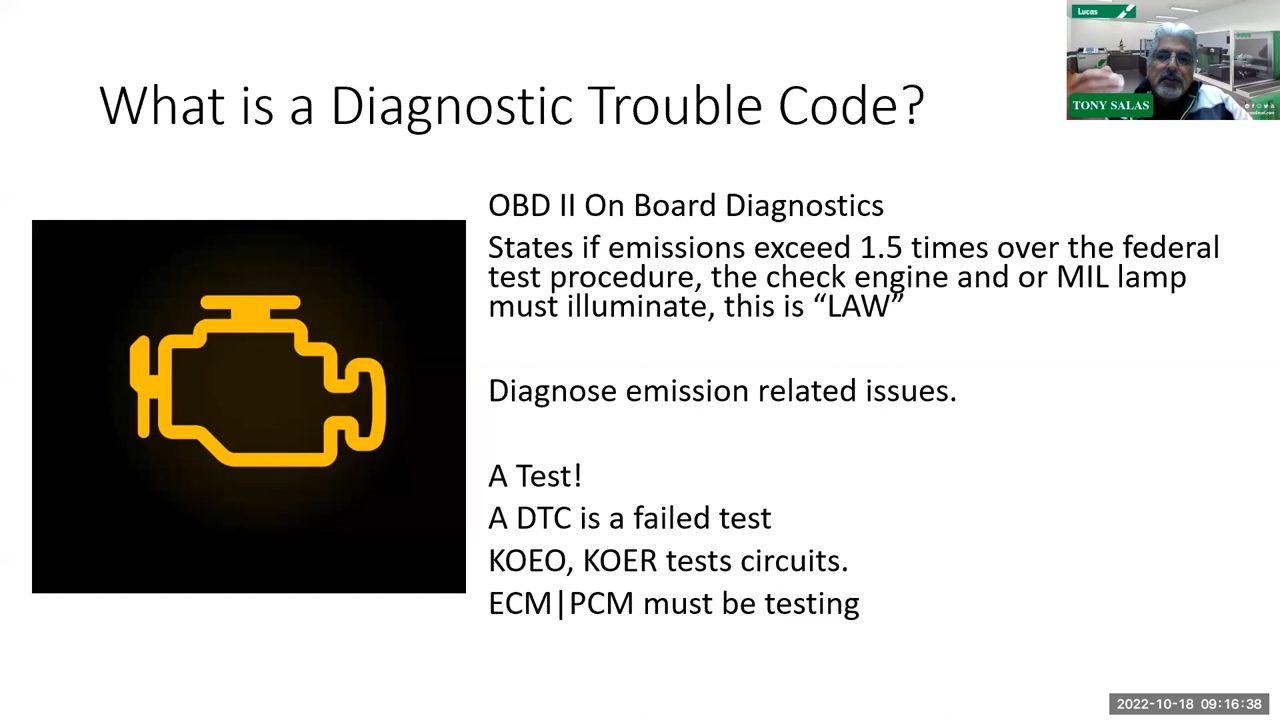 Lucas
What is a Diagnostic Trouble Code?
TONY SALAS
OBD II On Board Diagnostics
States if emissions exceed 1.5 times over the federal
test procedure, the check engine and or MIL lamp
must illuminate, this is “LAW”
Diagnose emission related issues.
A Test!
A DTC is a failed test
KOEO, KOER tests circuits.
ECM|PCM must be testing
2022-10-18 09:16:38